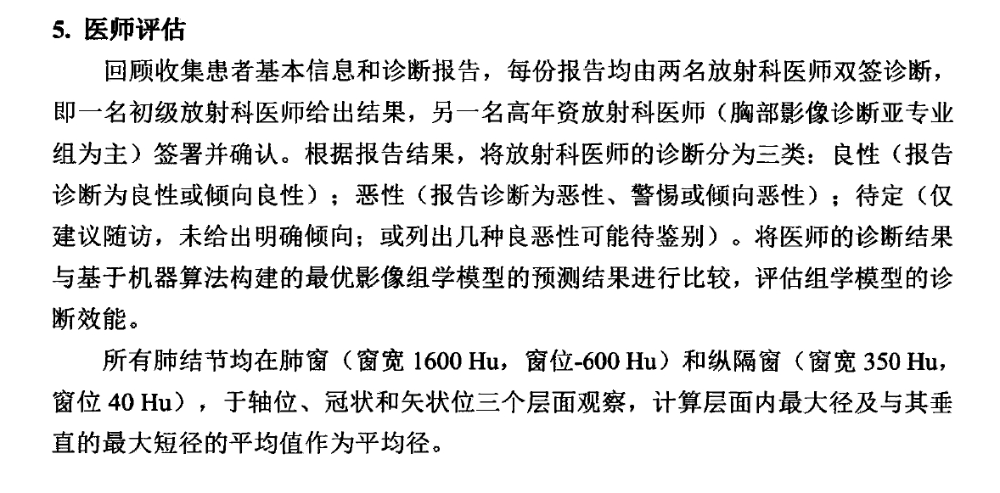 5. 医师评估
回顾收集患者基本信息和诊断报告，每份报告均由两名放射科医师双签诊断，
即一名初级放射科医师给出结果，另一名高年资放射科医师（胸部影像诊断亚专业
组为主）签署并确认。根据报告结果，将放射科医师的诊断分为三类：良性（报告
诊断为良性或倾向良性）；恶性（报告诊断为恶性、警惕或倾向恶性）；待定（仅
建议随访，未给出明确倾向；或列出几种良恶性可能待鉴别）。将医师的诊断结果
与基于机器算法构建的最优影像组学模型的预测结果进行比较，评估组学模型的诊
断效能。
所有肺结节均在肺窗（窗宽 1600 Hu，窗位-600 Hu）和纵隔窗（窗宽 350 Hu，
窗位 40 Hu），于轴位、冠状和矢状位三个层面观察，计算层面内最大径及与其垂
直的最大短径的平均值作为平均径。